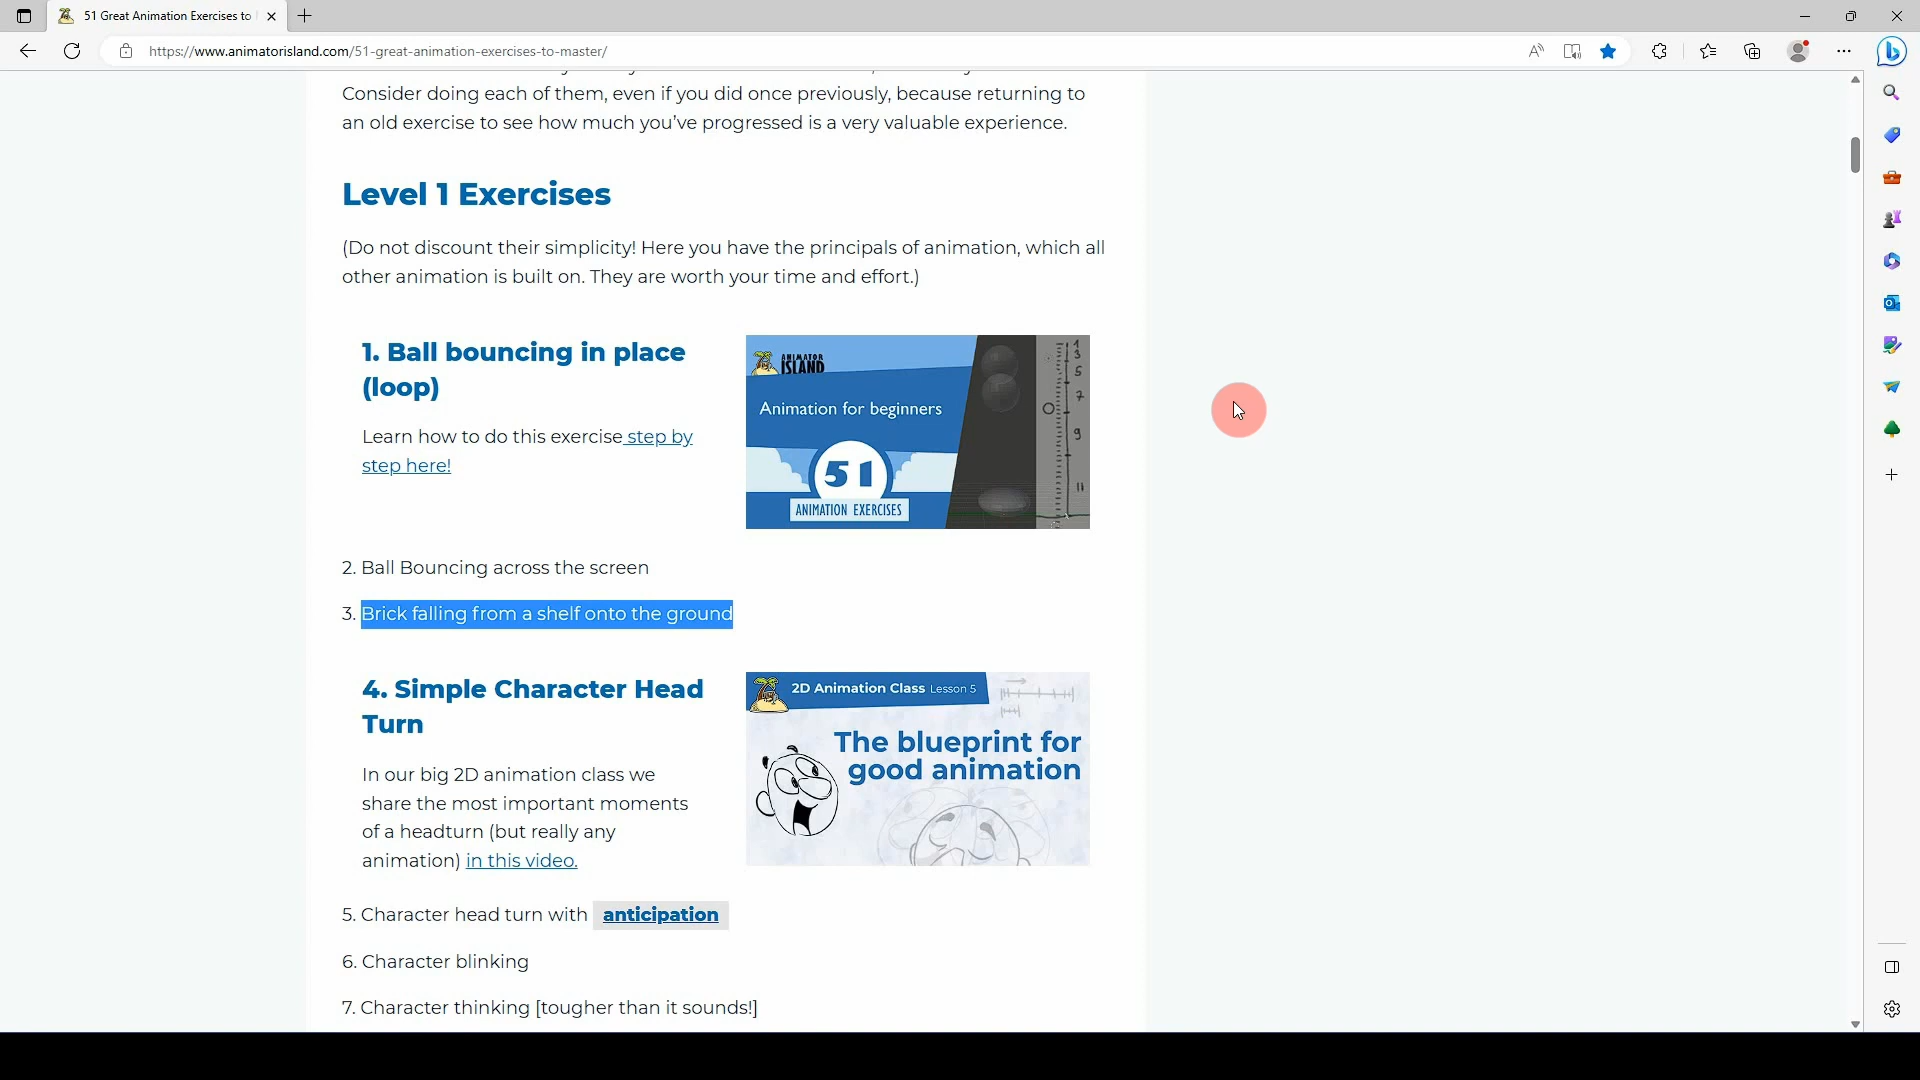 51 Great Animation Exercises to
https://www.animatorisland.com/51-great-animation-exercises-to-master/
Consider doing each of them, even if you did once previously, because returning to
an old exercise to see how much you've progressed is a very valuable experience.
Level 1 Exercises
(Do not discount their simplicity! Here you have the principals of animation, which all
other animation is built on. They are worth your time and effort.)
1. Ball bouncing in place
(loop)
Learn how to do this exercise step by
step here!
ANIMATOR
ISLAND
Animation for beginners
51
ANIMATION EXERCISES
1
3
5
7
9
11
2. Ball Bouncing across the screen
3. Brick falling from a shelf onto the ground
4. Simple Character Head
Turn
In our big 2D animation class we
share the most important moments
of a headturn (but really any
animation) in this video.
2D Animation Class Lesson 5
The blueprint for
good animation
5. Character head turn with anticipation
6. Character blinking
7. Character thinking [tougher than it sounds!]